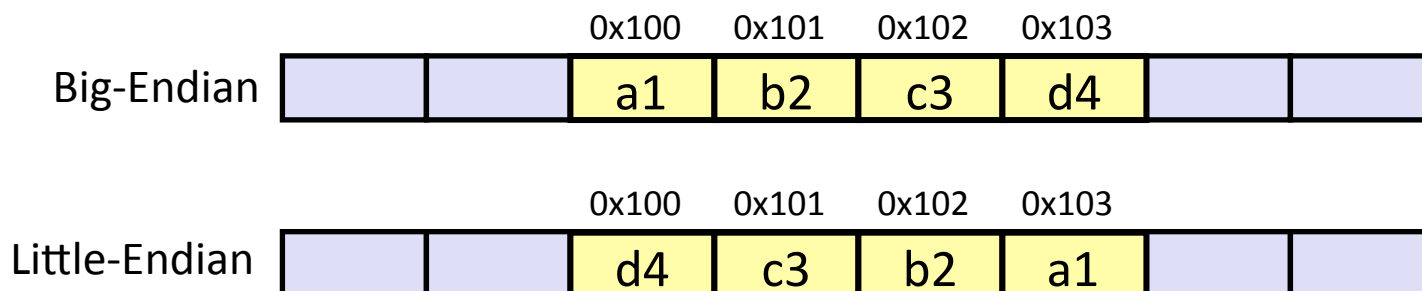 0x100 0x101 0x102 0x103
Big-Endian a1 b2 c3 d4
0x100 0x101 0x102 0x103
Little-Endian d4 c3 b2 a1